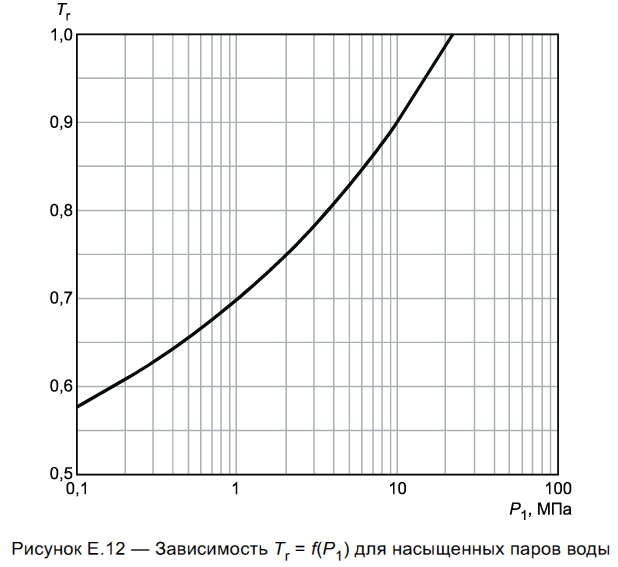 Tr
1,0
0,9
0,8
0,7
0,6
0,5
0,1 1 10 100
P1, МПа
Рисунок Е.12 — Зависимость Tr = f(P1) для насыщенных паров воды